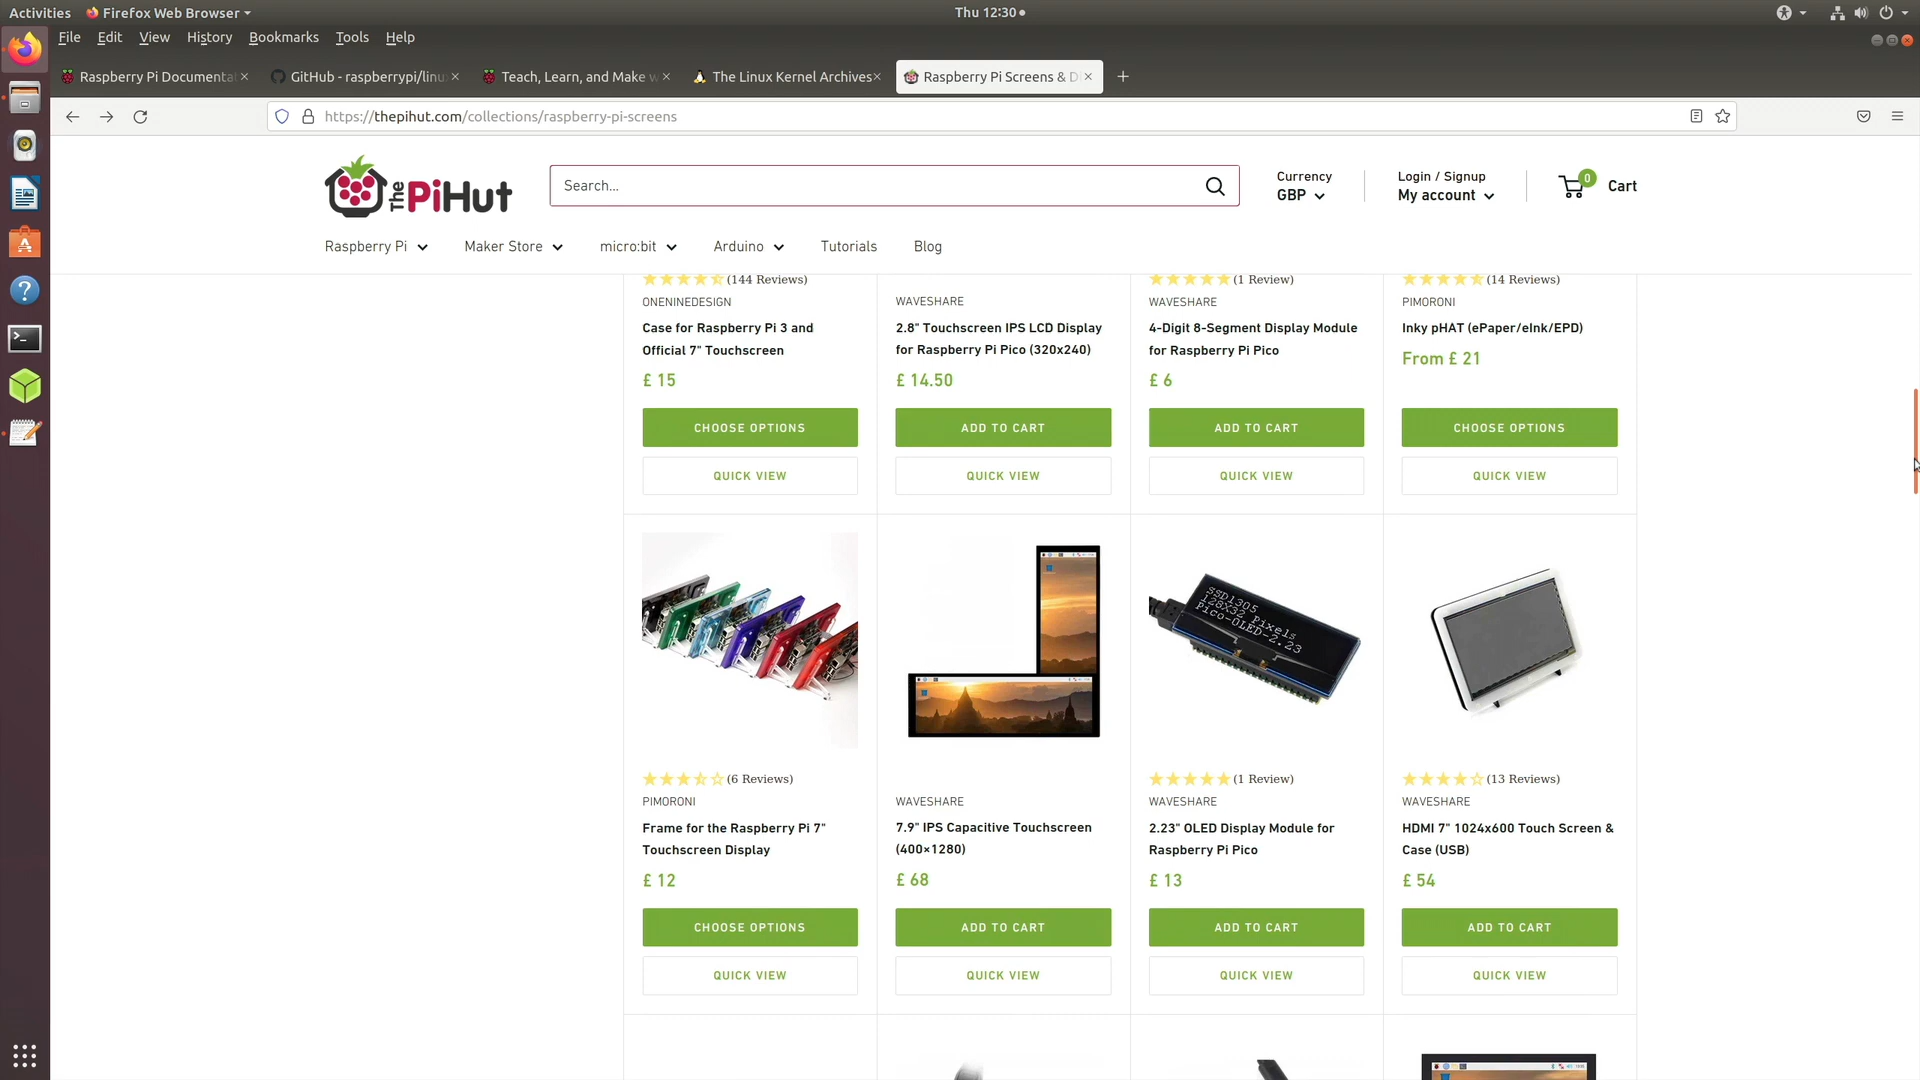 Activities Firefox Web Browser Thu 12:30
File Edit View History Bookmarks Tools Help
Raspberry Pi Documenta GitHub - raspberrypi/linu Teach, Learn, and Make w The Linux Kernel Archives Raspberry Pi Screens & D
https://thepihut.com/collections/raspberry-pi-screens
The PiHut
Search...
Currency
GBP
Login / Signup
My account
0
Cart
Raspberry Pi Maker Store micro:bit Arduino Tutorials Blog
(144 Reviews)
ONENINEDESIGN
Case for Raspberry Pi 3 and
Official 7" Touchscreen
£ 15
CHOOSE OPTIONS
QUICK VIEW
WAVESHARE
2.8" Touchscreen IPS LCD Display
for Raspberry Pi Pico (320x240)
£ 14.50
ADD TO CART
QUICK VIEW
(1 Review)
WAVESHARE
4-Digit 8-Segment Display Module
for Raspberry Pi Pico
£ 6
ADD TO CART
QUICK VIEW
(14 Reviews)
PIMORONI
Inky pHAT (ePaper/eInk/EPD)
From £ 21
CHOOSE OPTIONS
QUICK VIEW
(6 Reviews)
PIMORONI
Frame for the Raspberry Pi 7"
Touchscreen Display
£ 12
CHOOSE OPTIONS
QUICK VIEW
WAVESHARE
7.9" IPS Capacitive Touchscreen
(400×1280)
£ 68
ADD TO CART
QUICK VIEW
SSD1305
128X32 Pixels
Pico-OLED-2.23
(1 Review)
WAVESHARE
2.23" OLED Display Module for
Raspberry Pi Pico
£ 13
ADD TO CART
QUICK VIEW
(13 Reviews)
WAVESHARE
HDMI 7" 1024x600 Touch Screen &
Case (USB)
£ 54
ADD TO CART
QUICK VIEW